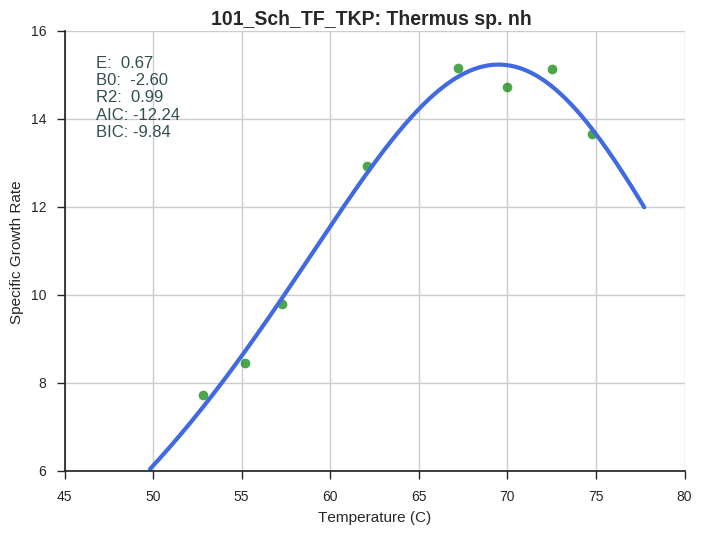 101_Sch_TF_TKP: Thermus sp. nh
16
E:  0.67
B0:  -2.60
R2:  0.99
AIC: -12.24
BIC: -9.84
14
12
10
8
6
Specific Growth Rate
45 50 55 60 65 70 75 80
Temperature (C)